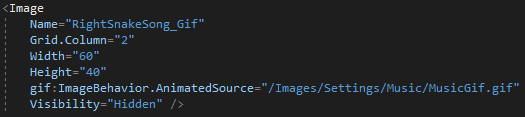 <Image
Name="RightSnakeSong_Gif"
Grid.Column="2"
Width="60"
Height="40"
gif:ImageBehavior.AnimatedSource="/Images/Settings/Music/MusicGif.gif"
Visibility="Hidden" />